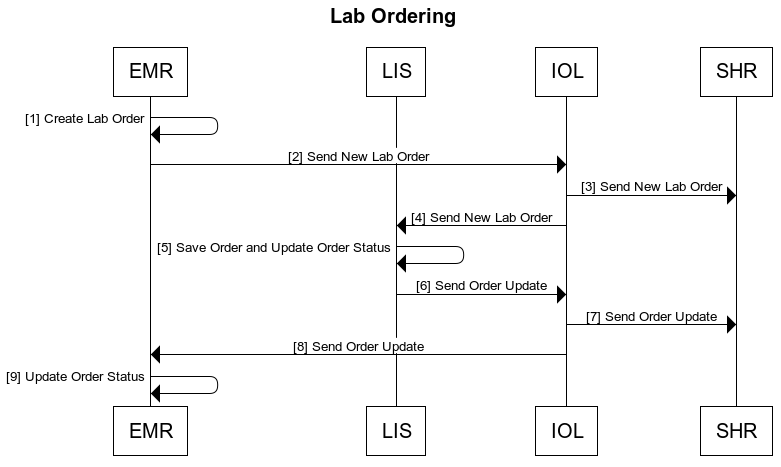 Lab Ordering
EMR LIS IOL SHR
[1] Create Lab Order
[2] Send New Lab Order
[3] Send New Lab Order
[4] Send New Lab Order
[5] Save Order and Update Order Status
[6] Send Order Update
[7] Send Order Update
[8] Send Order Update
[9] Update Order Status
EMR LIS IOL SHR